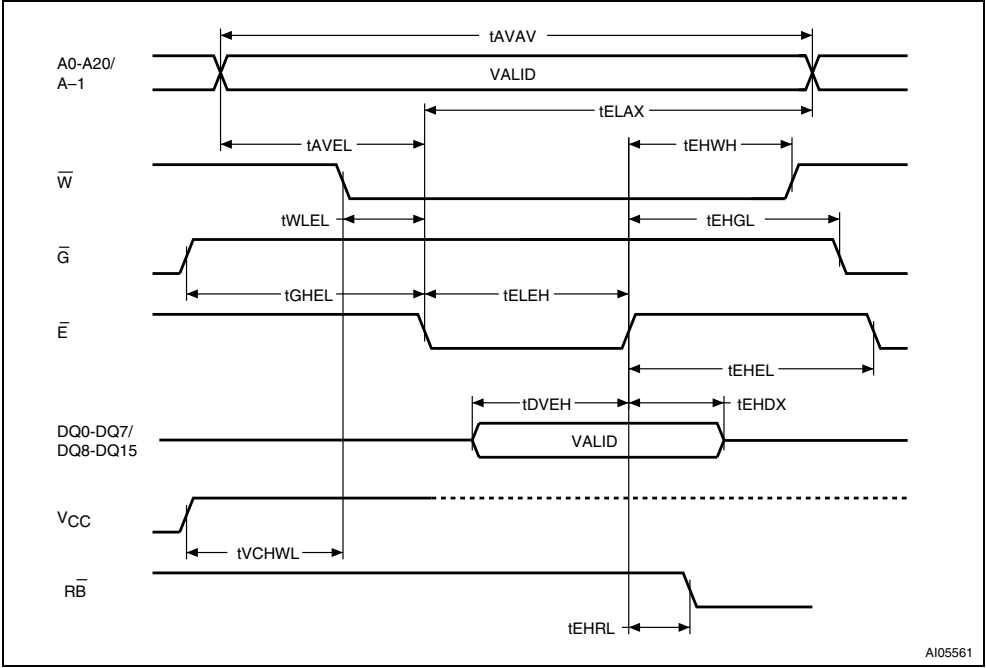 tAVAV
A0-A20/
A–1
VALID
tELAX
tAVEL
tEHWH
W̅
tWLEL
tEHGL
G̅
tGHEL
tELEH
E̅
tEHEL
tDVEH
tEHDX
DQ0-DQ7/
DQ8-DQ15
VALID
VCC
tVCHWL
RB̅
tEHRL
AI05561